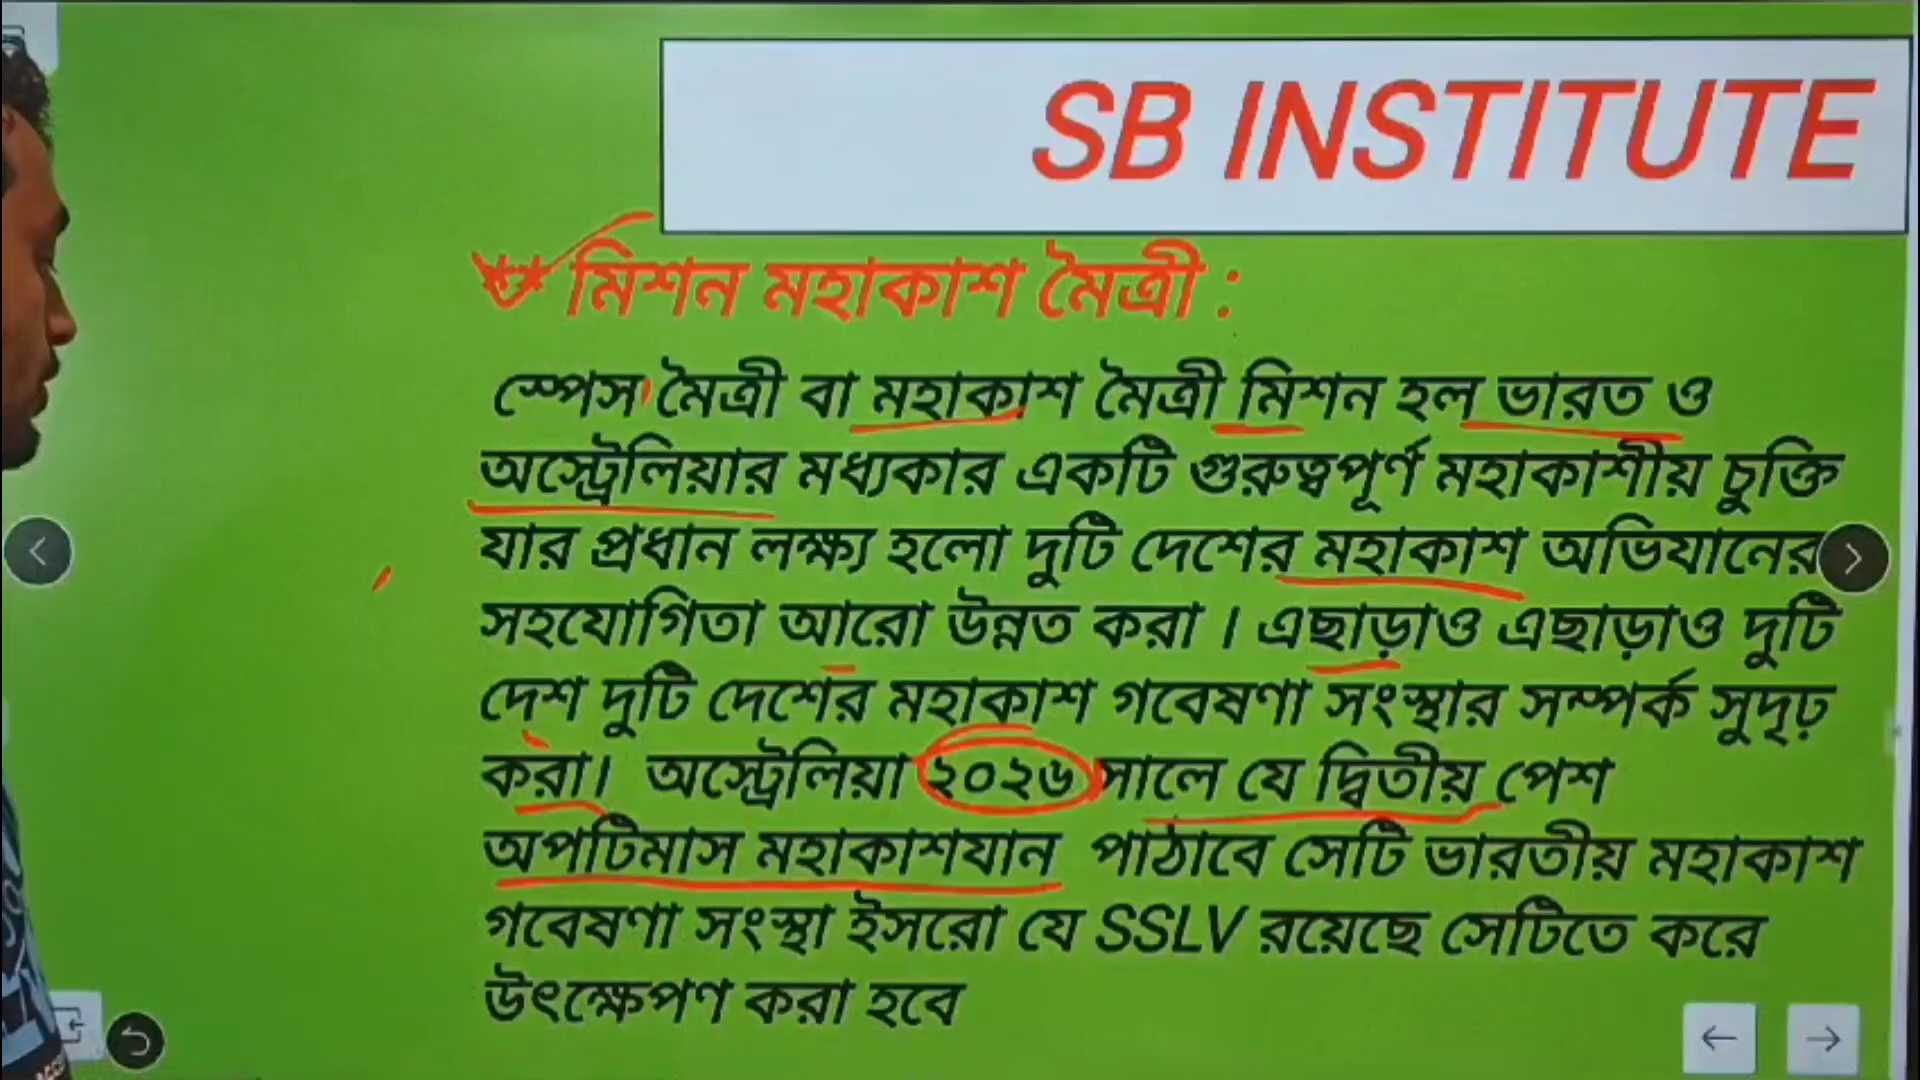 SB INSTITUTE
মিশন মহাকাশ মৈত্রী :
স্পেস মৈত্রী বা মহাকাশ মৈত্রী মিশন হল ভারত ও
অস্ট্রেলিয়ার মধ্যকার একটি গুরুত্বপূর্ণ মহাকাশীয় চুক্তি
যার প্রধান লক্ষ্য হলো দুটি দেশের মহাকাশ অভিযানের
সহযোগিতা আরো উন্নত করা । এছাড়াও এছাড়াও দুটি
দেশ দুটি দেশের মহাকাশ গবেষণা সংস্থার সম্পর্ক সুদৃঢ়
করা। অস্ট্রেলিয়া ২০২৬ সালে যে দ্বিতীয় পেশ
অপটিমাস মহাকাশযান পাঠাবে সেটি ভারতীয় মহাকাশ
গবেষণা সংস্থা ইসরো যে SSLV রয়েছে সেটিতে করে
উৎক্ষেপণ করা হবে